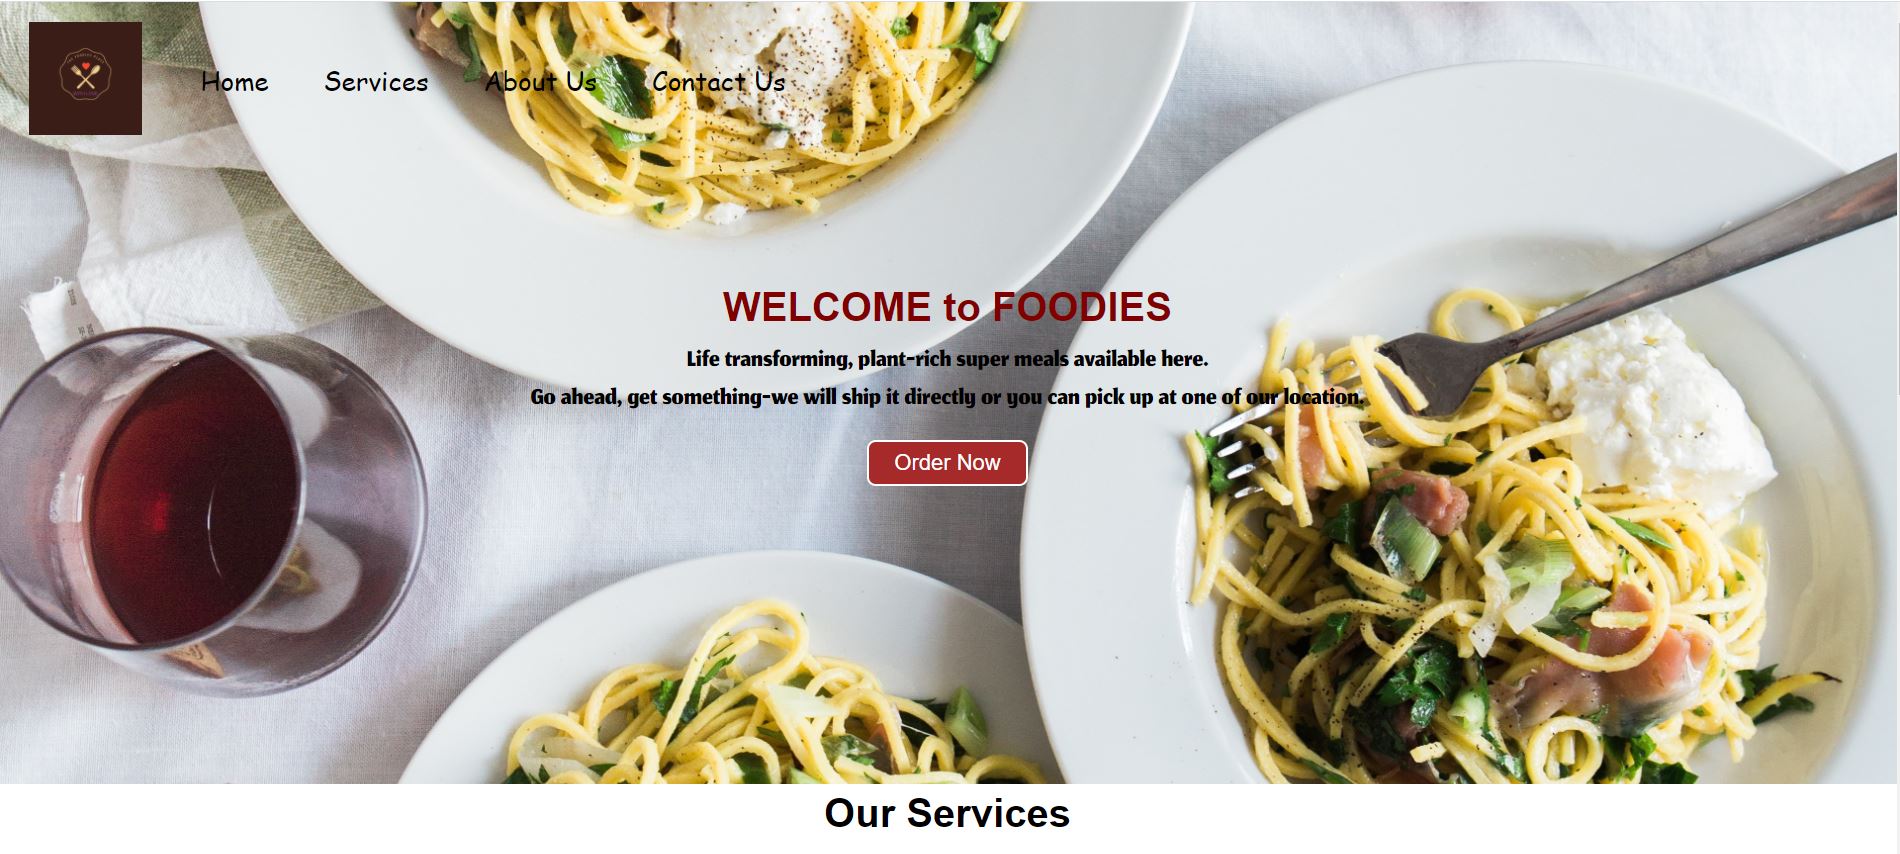 Home Services About Us Contact Us
WELCOME to FOODIES
Life transforming, plant-rich super meals available here.
Go ahead, get something-we will ship it directly or you can pick up at one of our location.
Order Now
Our Services